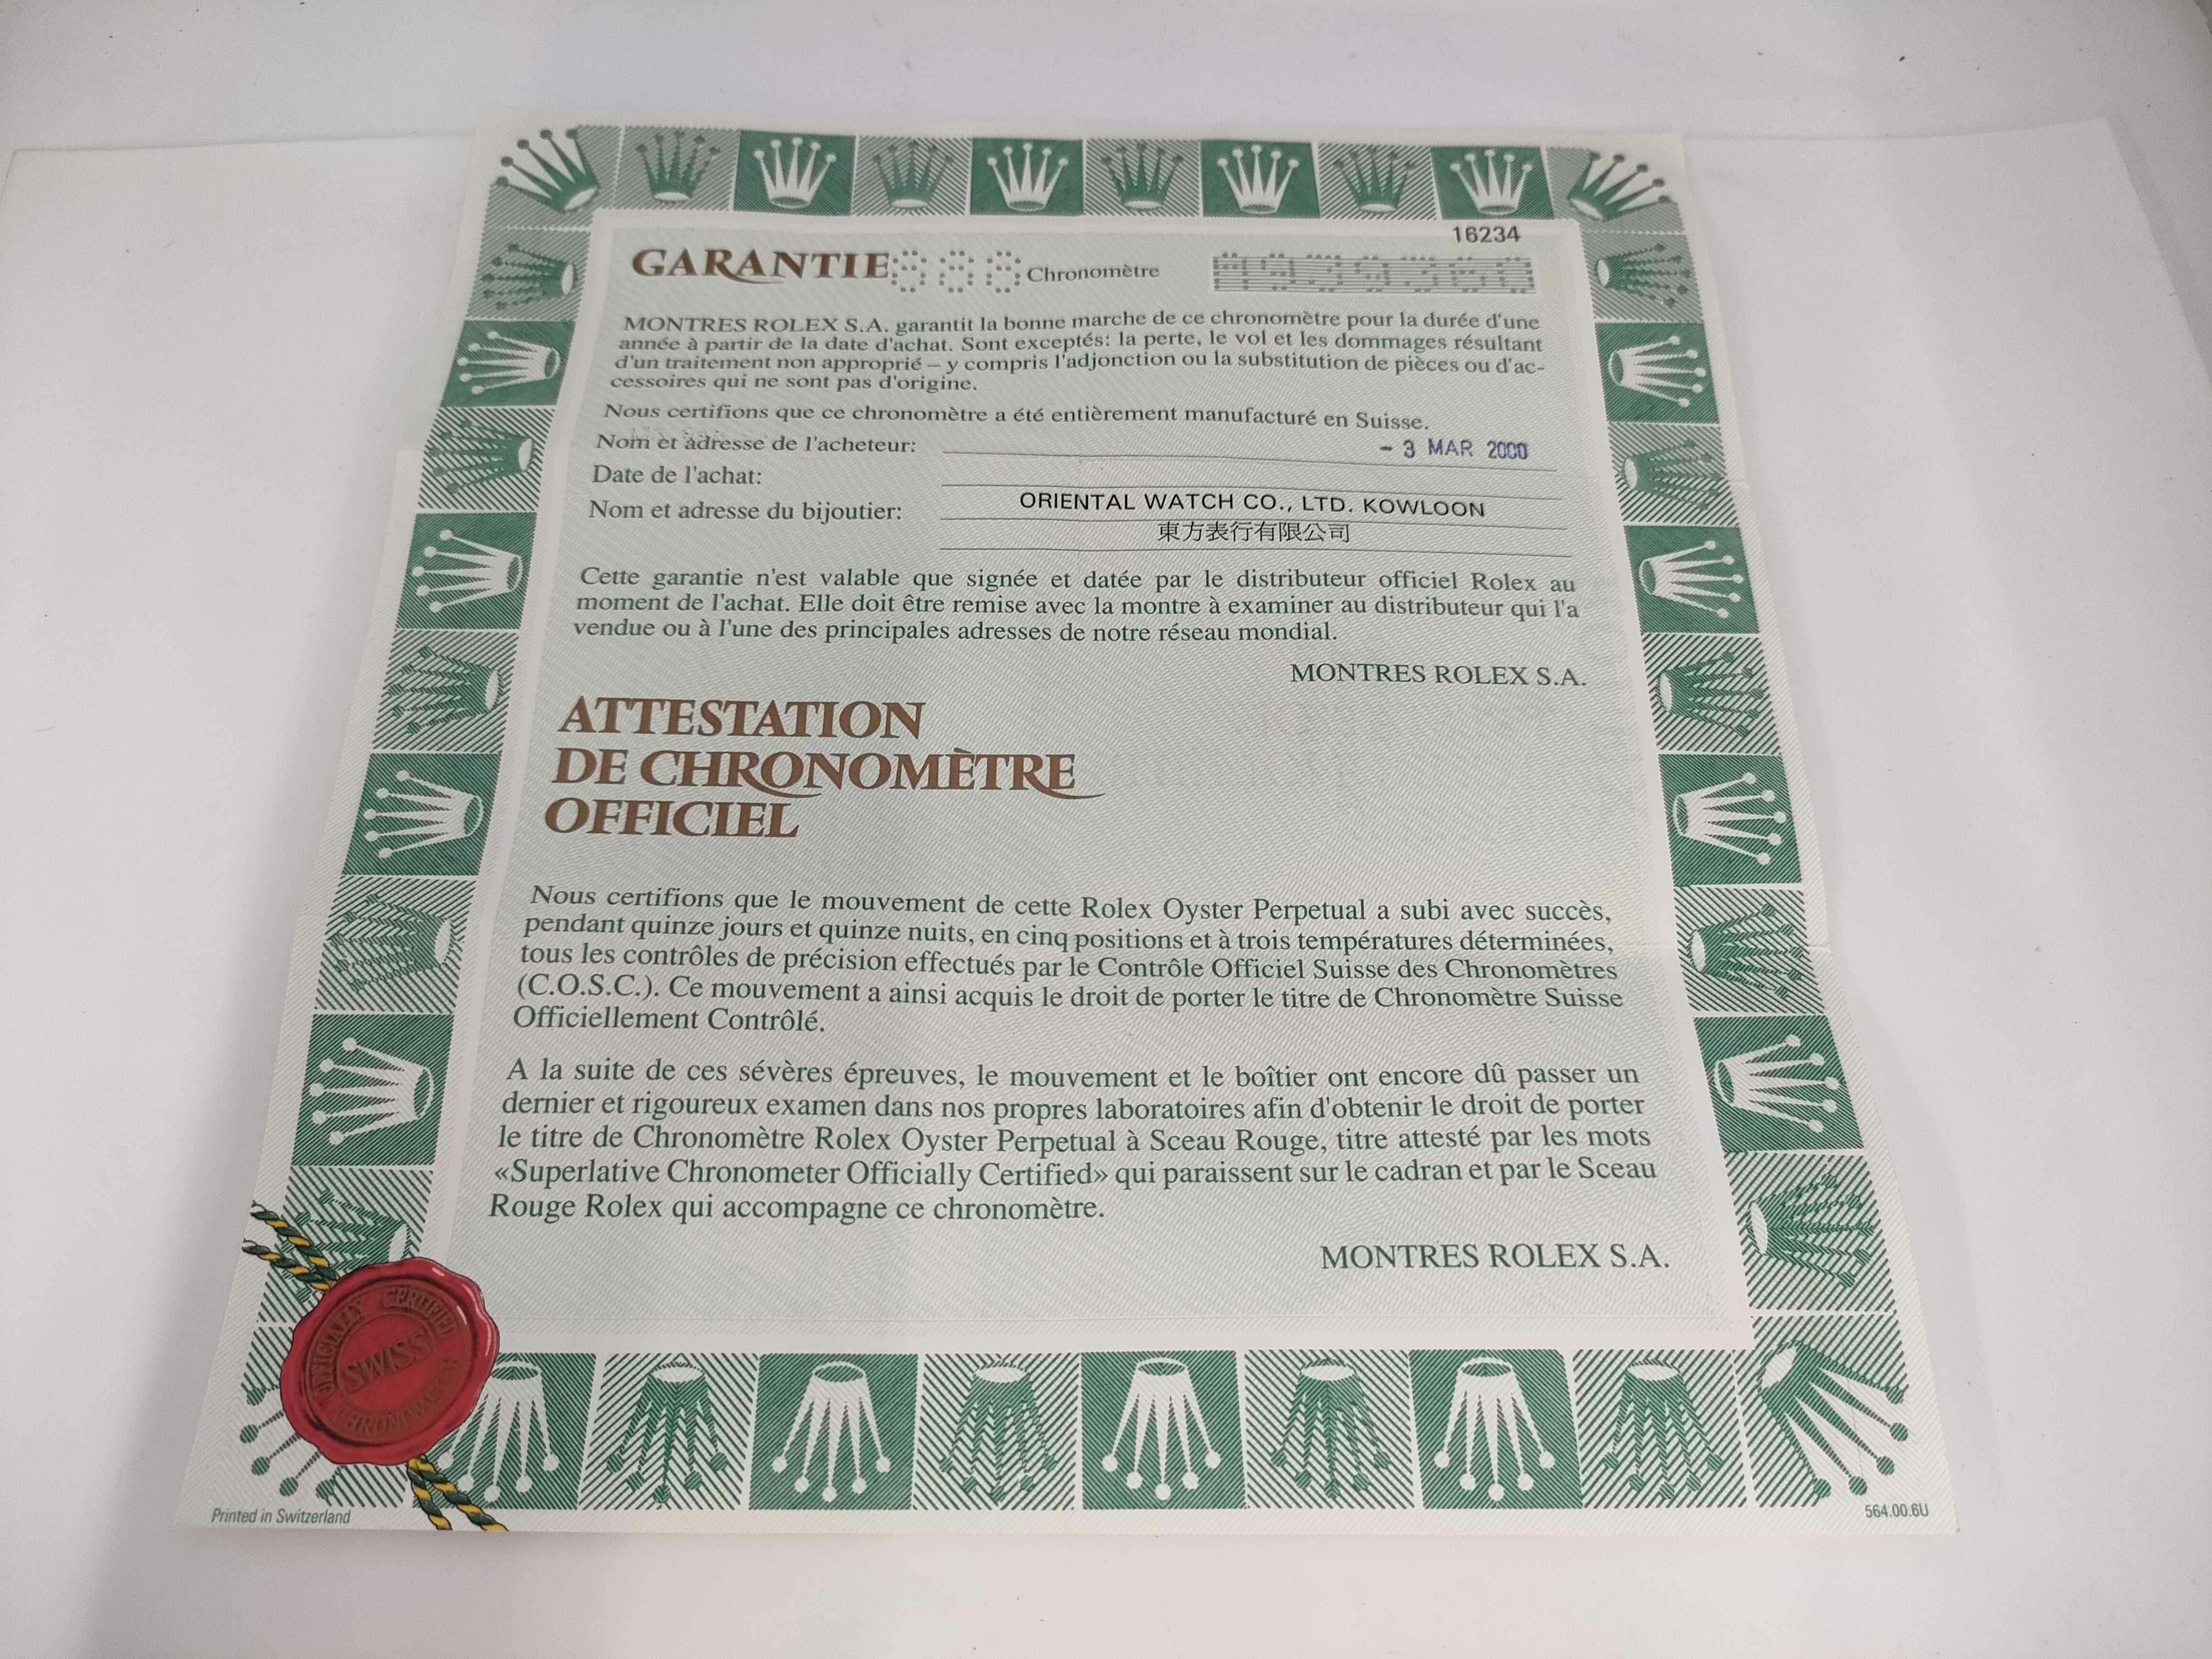 16234
GARANTIE 888 Chronomètre
MONTRES ROLEX S.A. garantit la bonne marche de ce chronomètre pour la durée d'une
année à partir de la date d'achat. Sont exceptés: la perte, le vol et les dommages résultant
d'un traitement non approprié – y compris l'adjonction ou la substitution de pièces ou d'ac-
cessoires qui ne sont pas d'origine.
Nous certifions que ce chronomètre a été entièrement manufacturé en Suisse.
Nom et adresse de l'acheteur:
- 3 MAR 2000
Date de l'achat:
Nom et adresse du bijoutier: ORIENTAL WATCH CO., LTD. KOWLOON
東方表行有限公司
Cette garantie n'est valable que signée et datée par le distributeur officiel Rolex au
moment de l'achat. Elle doit être remise avec la montre à examiner au distributeur qui l'a
vendue ou à l'une des principales adresses de notre réseau mondial.
MONTRES ROLEX S.A.
ATTESTATION
DE CHRONOMÈTRE
OFFICIEL
Nous certifions que le mouvement de cette Rolex Oyster Perpetual a subi avec succès,
pendant quinze jours et quinze nuits, en cinq positions et à trois températures déterminées,
tous les contrôles de précision effectués par le Contrôle Officiel Suisse des Chronomètres
(C.O.S.C.). Ce mouvement a ainsi acquis le droit de porter le titre de Chronomètre Suisse
Officiellement Contrôlé.
A la suite de ces sévères épreuves, le mouvement et le boîtier ont encore dû passer un
dernier et rigoureux examen dans nos propres laboratoires afin d'obtenir le droit de porter
le titre de Chronomètre Rolex Oyster Perpetual à Sceau Rouge, titre attesté par les mots
«Superlative Chronometer Officially Certified» qui paraissent sur le cadran et par le Sceau
Rouge Rolex qui accompagne ce chronomètre.
MONTRES ROLEX S.A.
OFFICIALLY CERTIFIED
SWISS
CHRONOMETER
Printed in Switzerland
564.00.6U